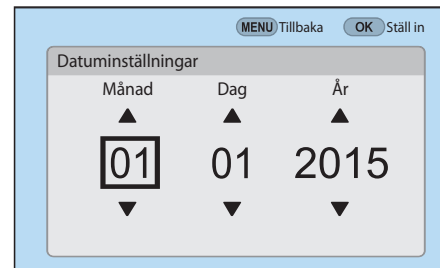 MENU Tillbaka OK Ställ in
Datuminställningar
Månad Dag År
01 01 2015